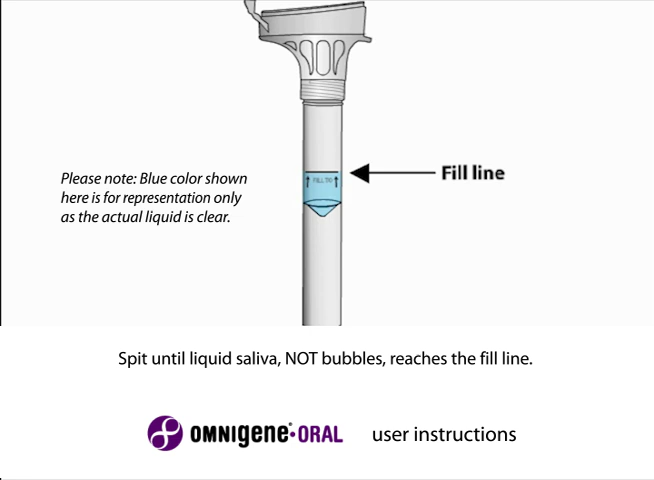 Please note: Blue color shown
here is for representation only
as the actual liquid is clear.
Fill line
FILL TO
Spit until liquid saliva, NOT bubbles, reaches the fill line.
OMNIgene®•ORAL user instructions